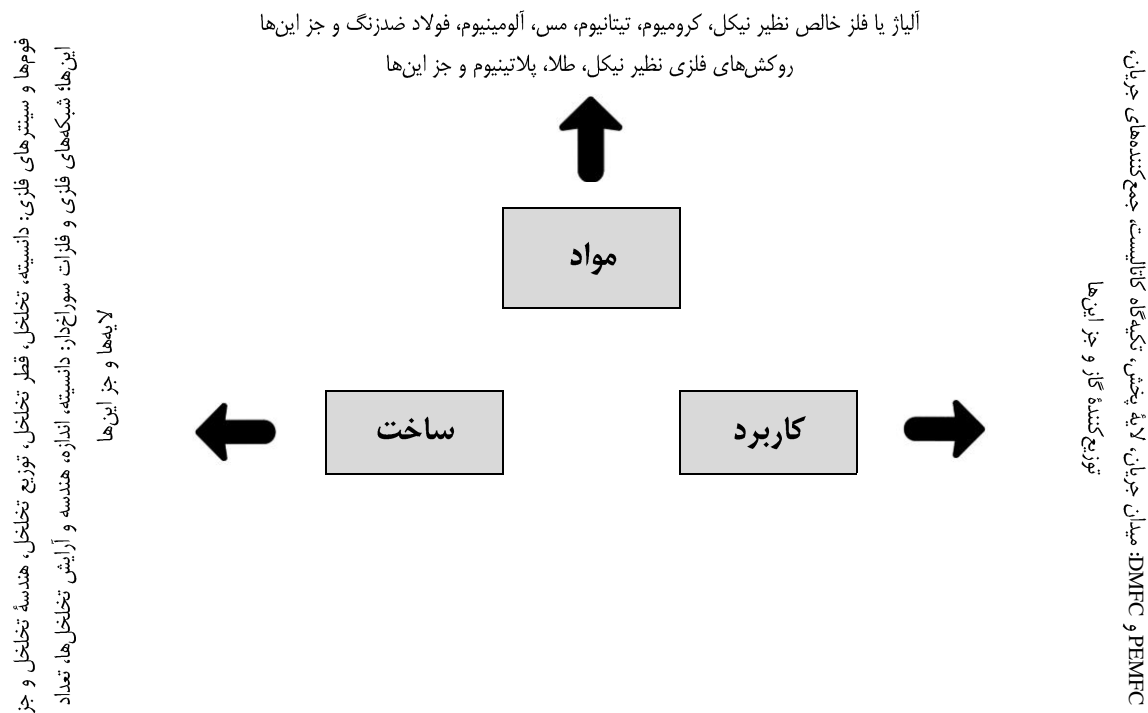 آلیاژ یا فلز خالص نظیر نیکل، کرومیوم، تیتانیوم، مس، آلومینیوم، فولاد ضدزنگ و جز این‌ها
روکش‌های فلزی نظیر نیکل، طلا، پلاتینیوم و جز این‌ها
مواد
کاربرد
ساخت
PEMFC و DMFC: میدان جریان، لایۀ پخش، تکیه‌گاه کاتالیست، جمع‌کننده‌های جریان،
توزیع‌کنندۀ گاز و جز این‌ها
فوم‌ها و سینترهای فلزی: دانسیته، تخلخل، قطر تخلخل، توزیع تخلخل، هندسۀ تخلخل و جز
این‌ها؛ شبکه‌های فلزی و فلزات سوراخ‌دار: دانسیته، اندازه، هندسه و آرایش تخلخل‌ها، تعداد
لایه‌ها و جز این‌ها